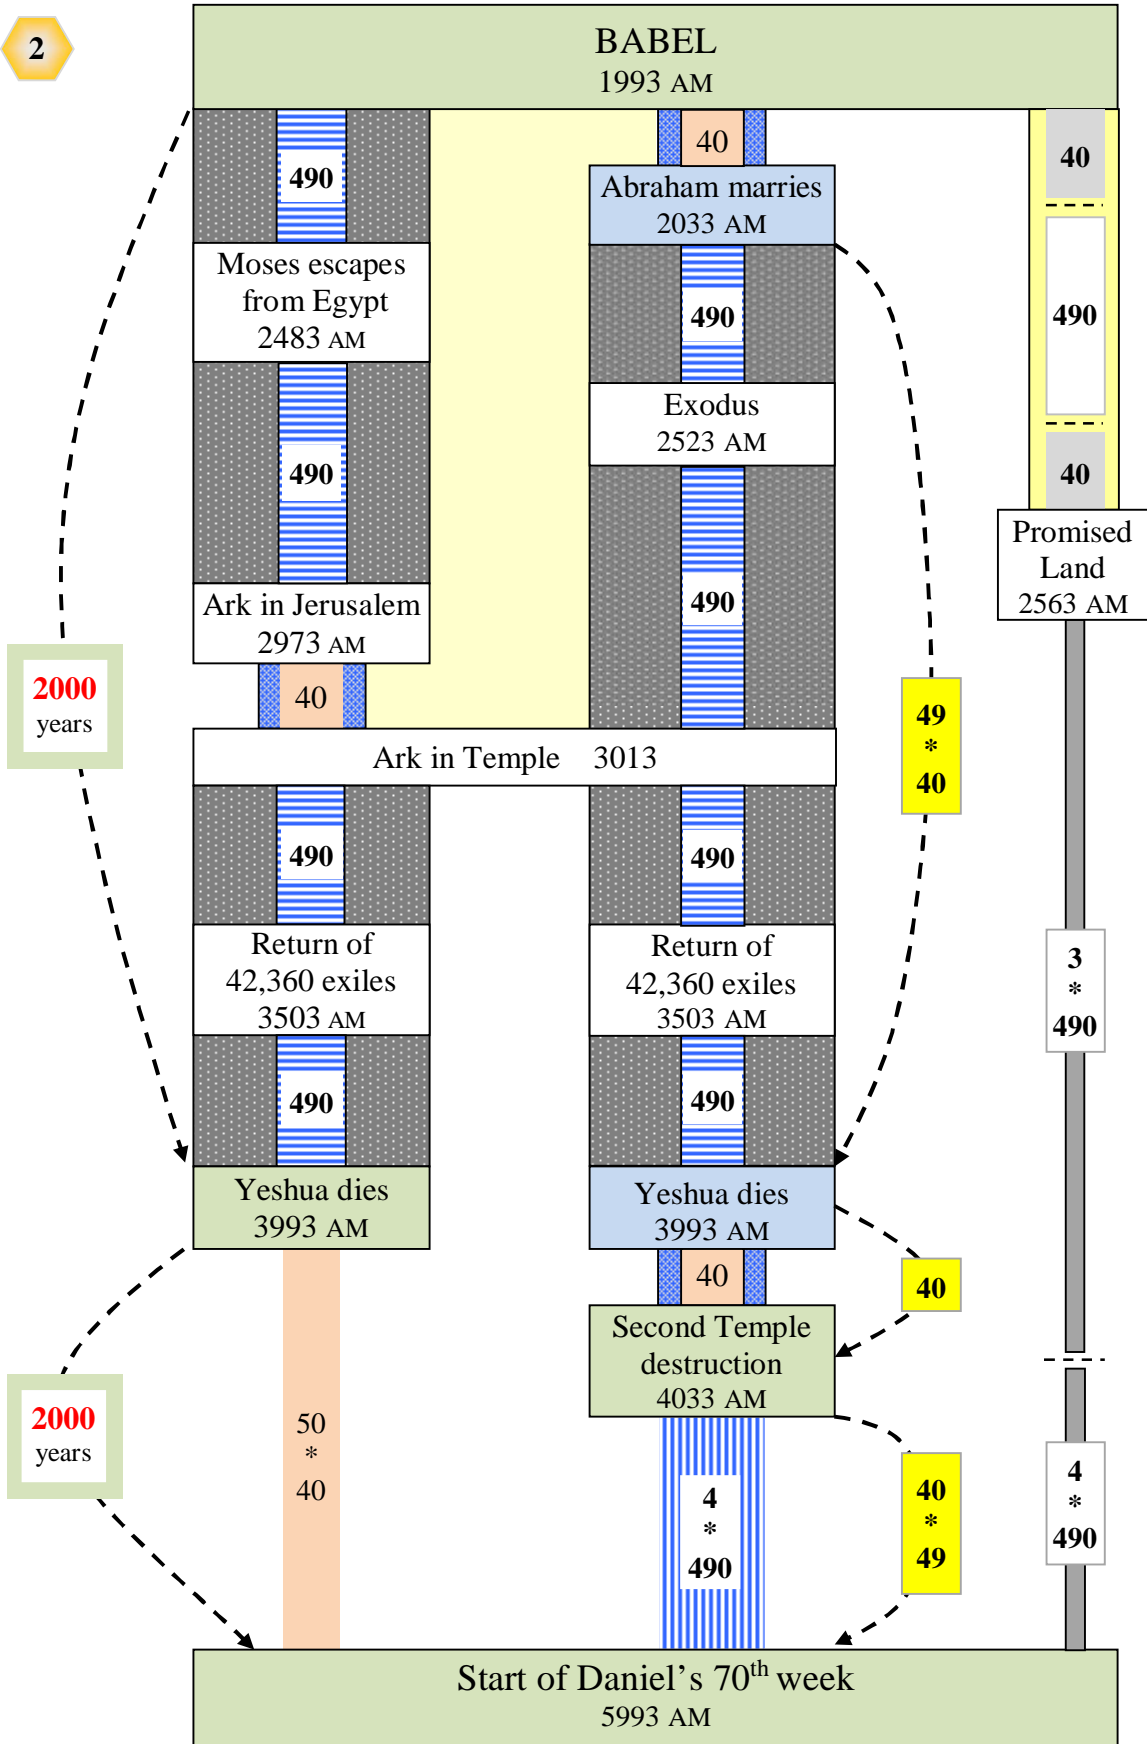 2
BABEL
1993 AM
490
Moses escapes
from Egypt
2483 AM
490
Ark in Jerusalem
2973 AM
40
40
Abraham marries
2033 AM
490
Exodus
2523 AM
490
40
490
40
Promised
Land
2563 AM
2000
years
49
*
40
Ark in Temple 3013
490
Return of
42,360 exiles
3503 AM
490
Yeshua dies
3993 AM
490
Return of
42,360 exiles
3503 AM
490
Yeshua dies
3993 AM
3
*
490
40
40
Second Temple
destruction
4033 AM
2000
years
50
*
40
4
*
490
40
*
49
4
*
490
Start of Daniel's 70th week
5993 AM